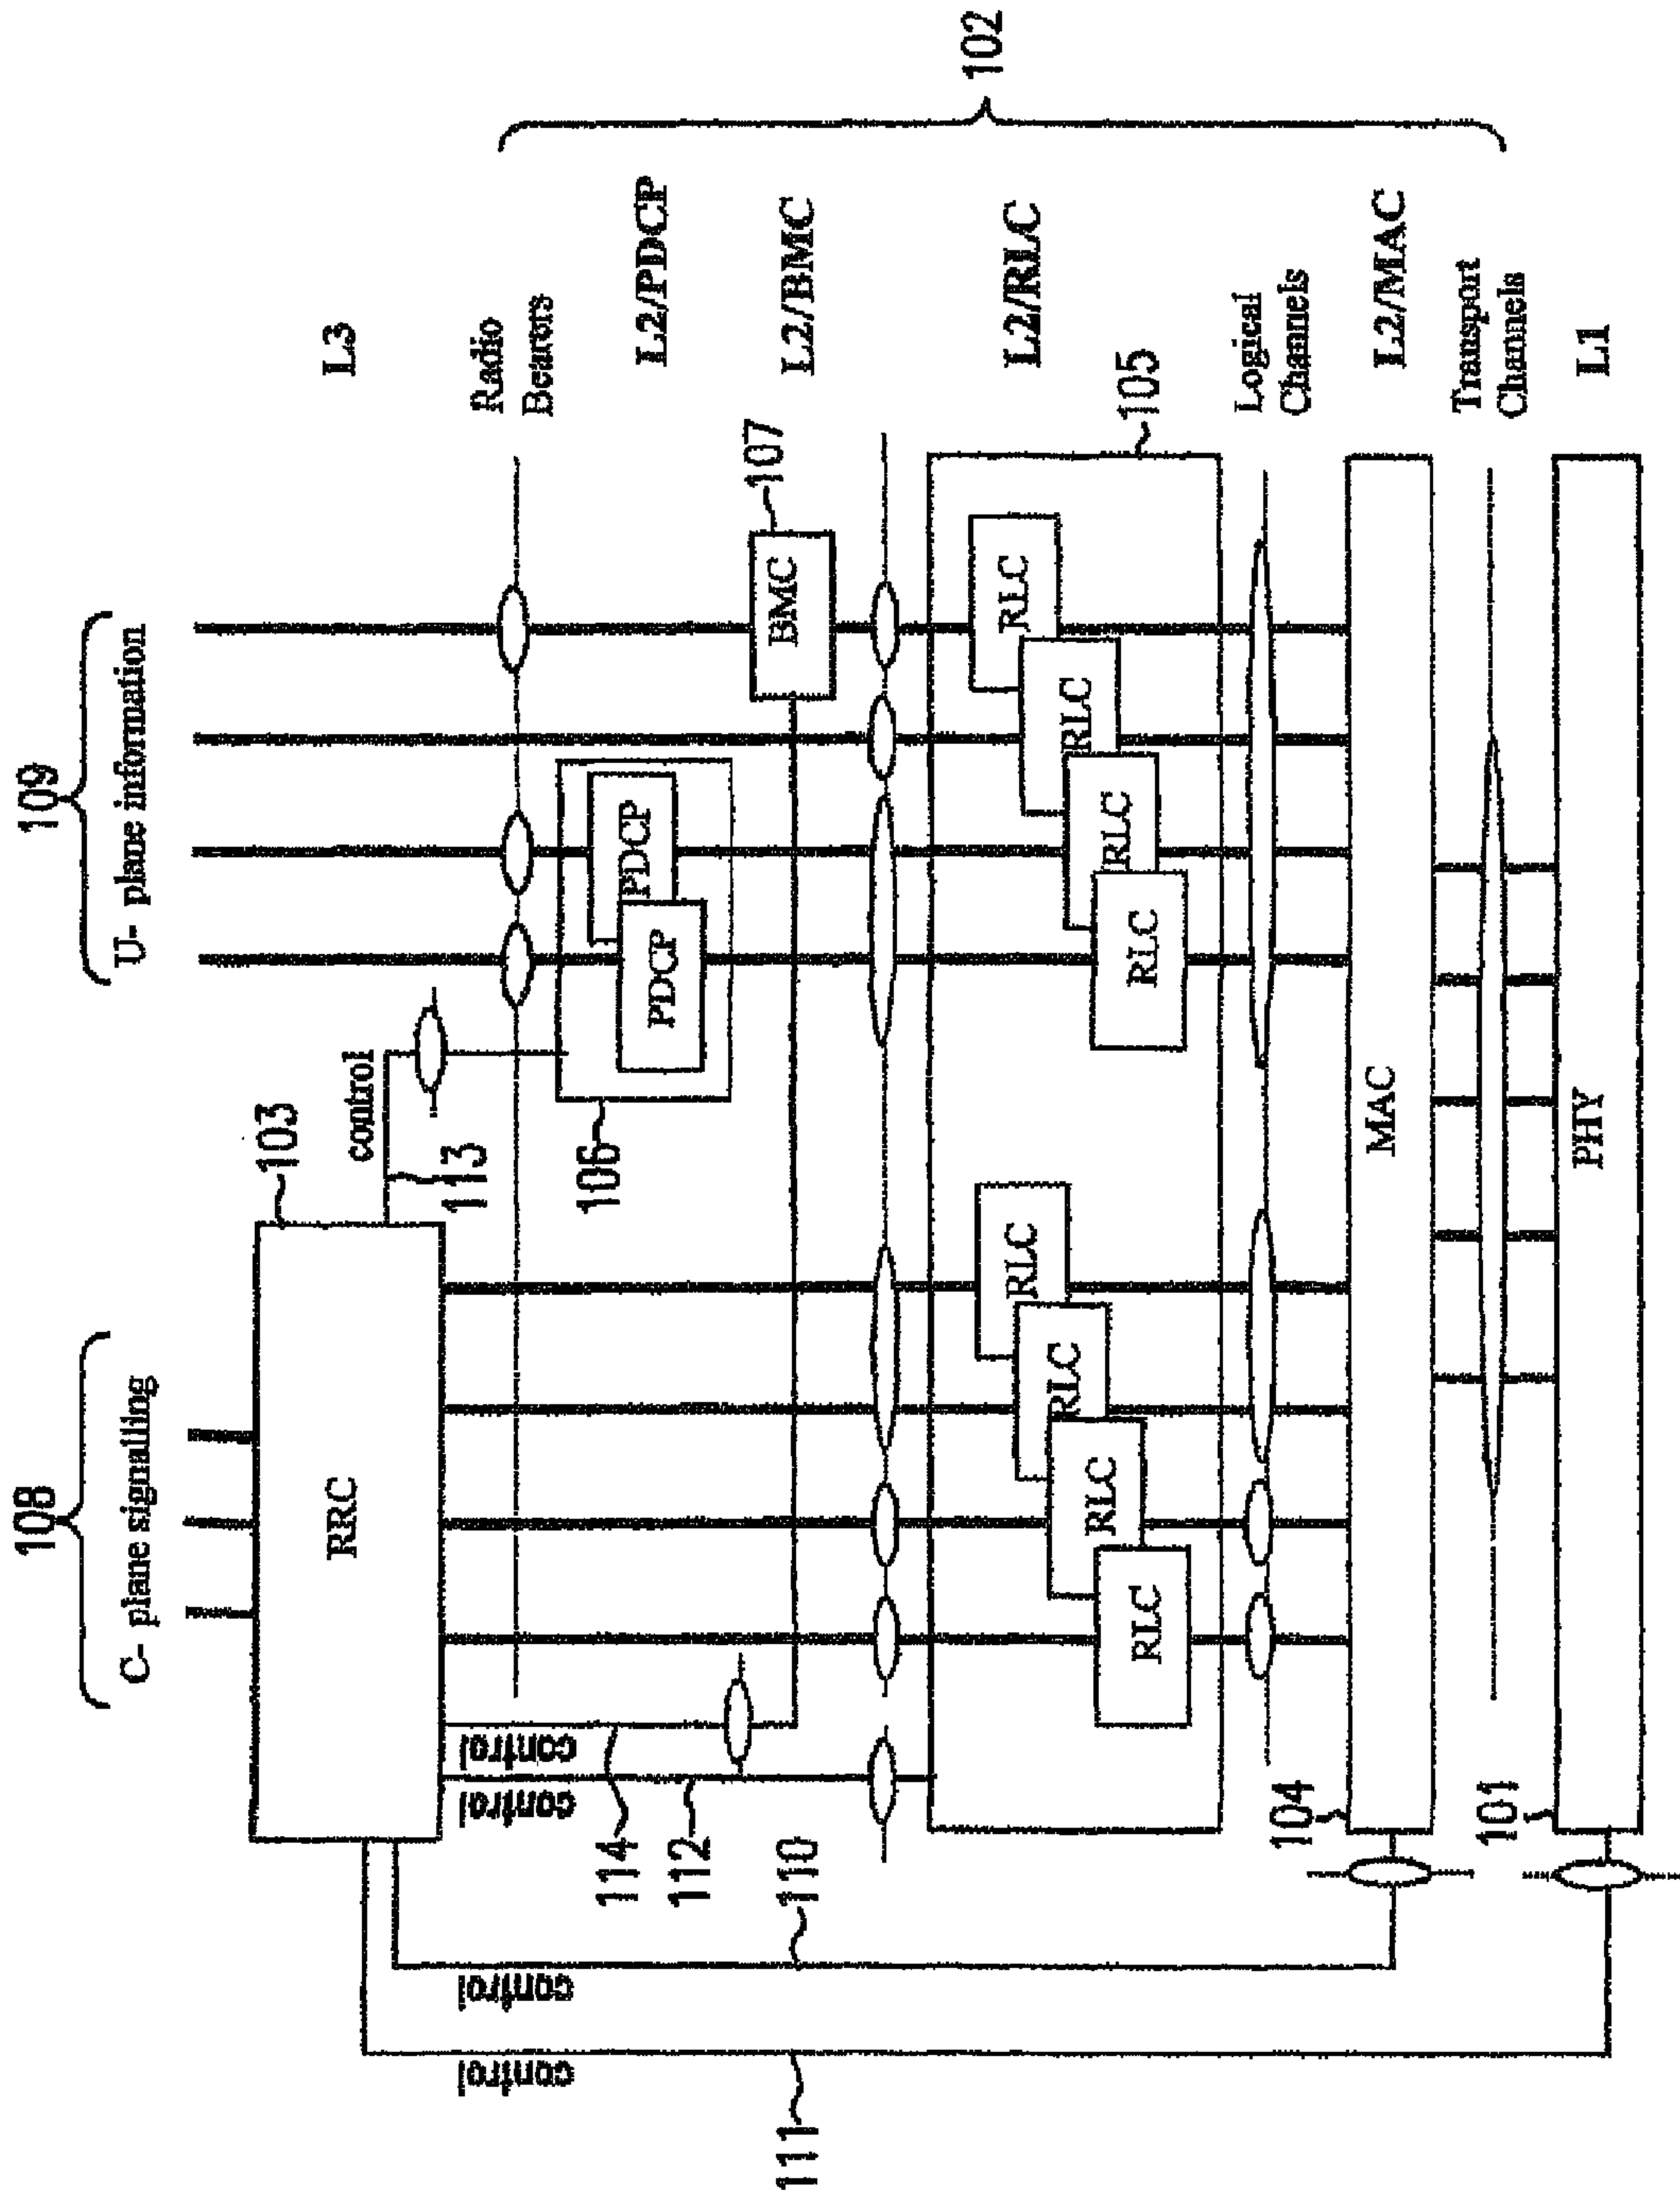 108
C- plane signalling
109
U- plane information
L3
103
RRC
control
113
Radio
Bearers
control
control
control
control
114
112
110
111
106
PDCP
PDCP
L2/PDCP
102
107
BMC
L2/BMC
RLC
RLC
RLC
RLC
RLC
RLC
RLC
RLC
L2/RLC
105
Logical
Channels
104
MAC
L2/MAC
Transport
Channels
101
PHY
L1